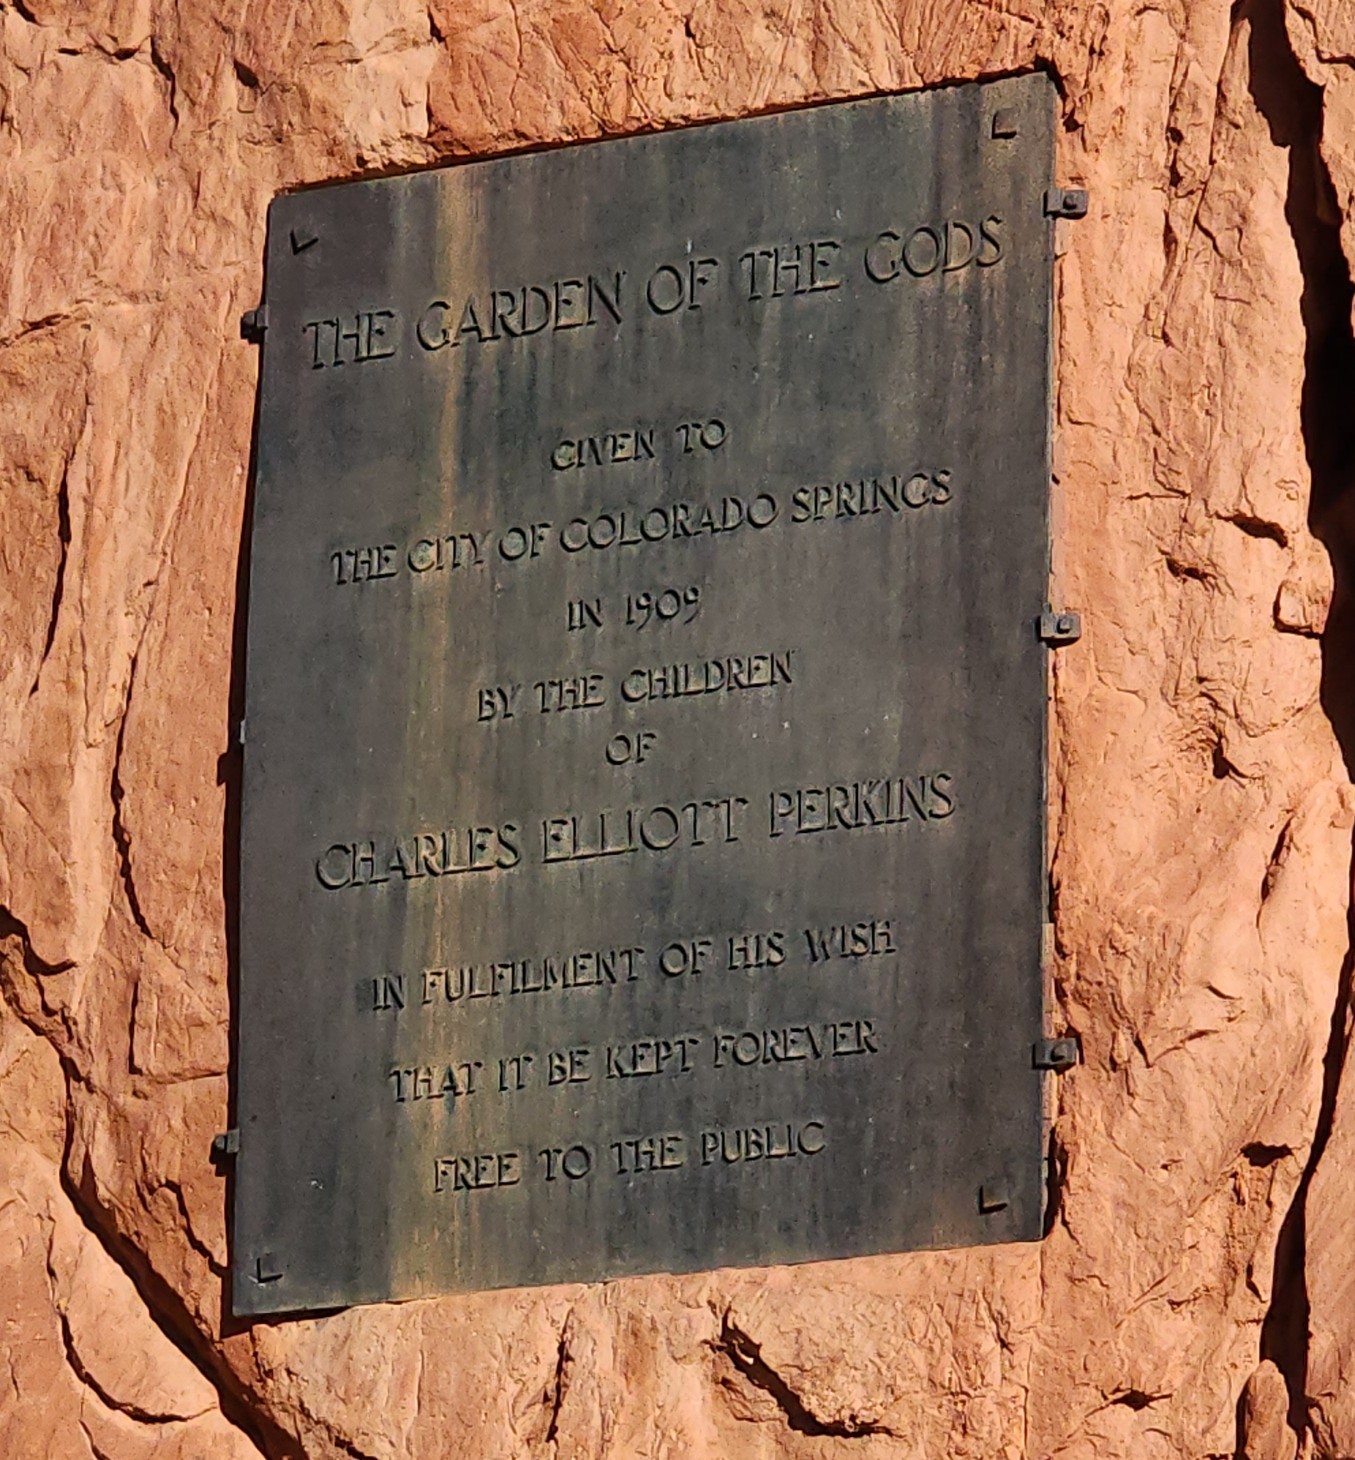 THE GARDEN OF THE GODS
GIVEN TO
THE CITY OF COLORADO SPRINGS
IN 1909
BY THE CHILDREN
OF
CHARLES ELLIOTT PERKINS
IN FULFILMENT OF HIS WISH
THAT IT BE KEPT FOREVER
FREE TO THE PUBLIC